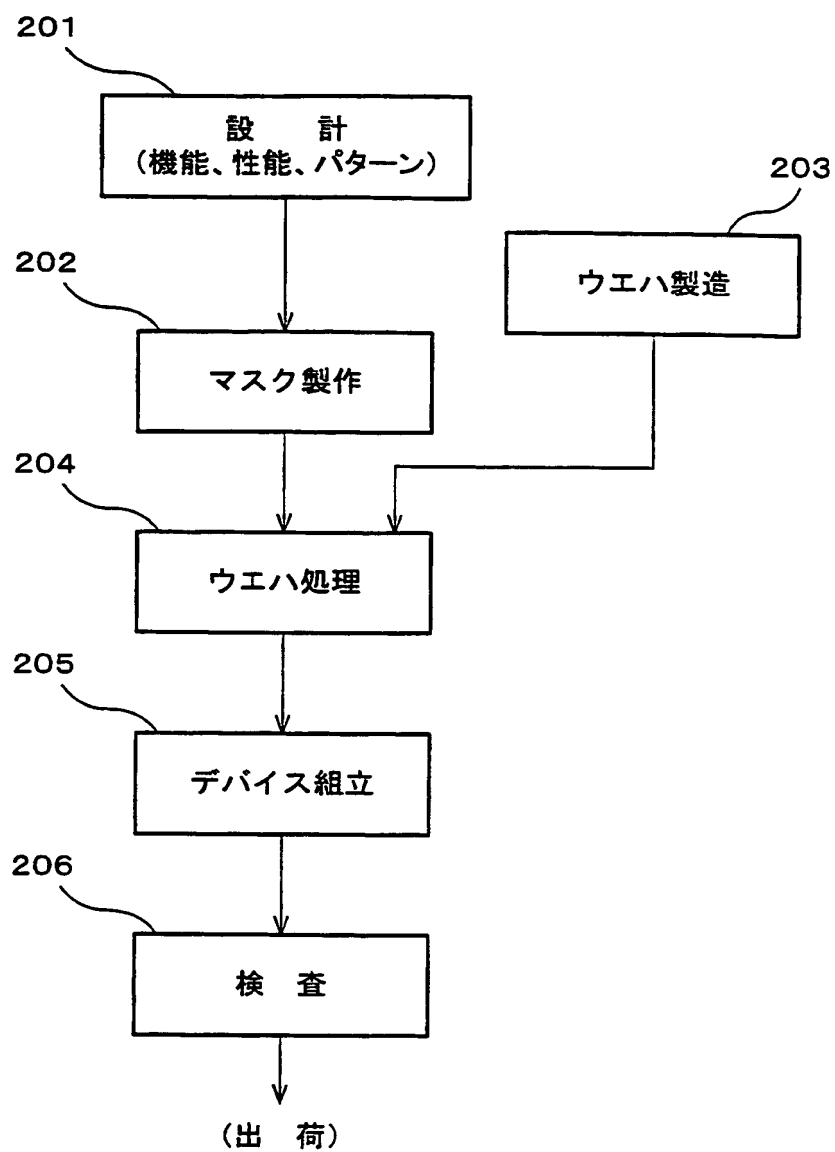 201
設　計
(機能、性能、パターン)
203
ウエハ製造
202
マスク製作
204
ウエハ処理
205
デバイス組立
206
検　査
(出　荷)